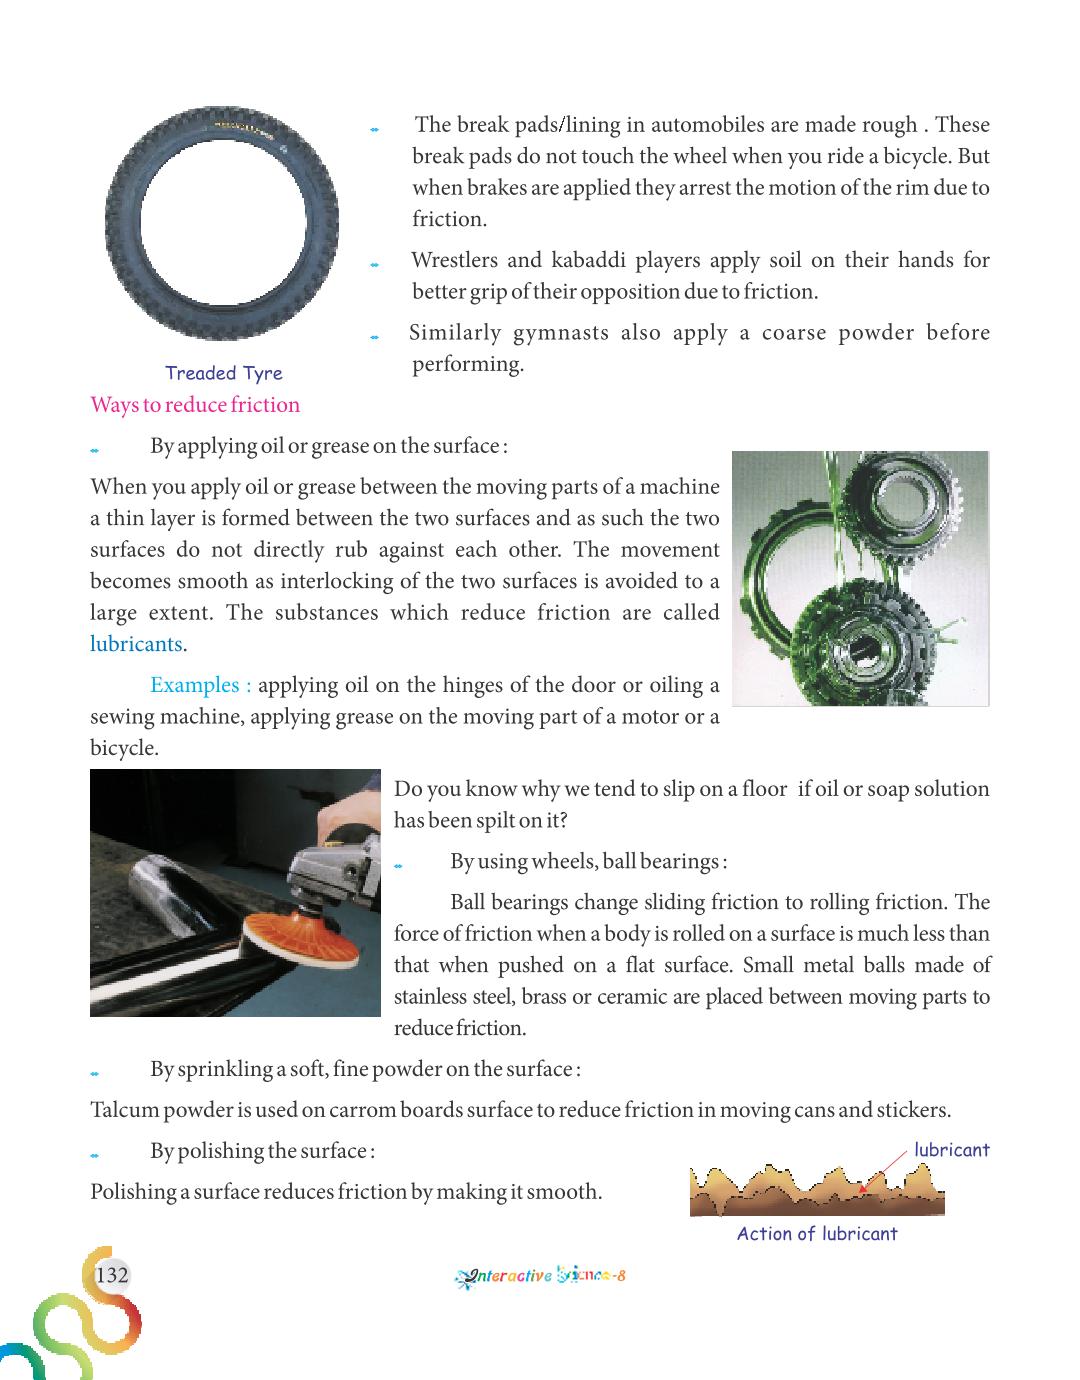 The break pads/lining in automobiles are made rough . These
break pads do not touch the wheel when you ride a bicycle. But
when brakes are applied they arrest the motion of the rim due to
friction.
Wrestlers and kabaddi players apply soil on their hands for
better grip of their opposition due to friction.
Similarly gymnasts also apply a coarse powder before
performing.
Treaded Tyre
Ways to reduce friction
By applying oil or grease on the surface :
When you apply oil or grease between the moving parts of a machine
a thin layer is formed between the two surfaces and as such the two
surfaces do not directly rub against each other. The movement
becomes smooth as interlocking of the two surfaces is avoided to a
large extent. The substances which reduce friction are called
lubricants.
Examples : applying oil on the hinges of the door or oiling a
sewing machine, applying grease on the moving part of a motor or a
bicycle.
Do you know why we tend to slip on a floor if oil or soap solution
has been spilt on it?
By using wheels, ball bearings :
Ball bearings change sliding friction to rolling friction. The
force of friction when a body is rolled on a surface is much less than
that when pushed on a flat surface. Small metal balls made of
stainless steel, brass or ceramic are placed between moving parts to
reduce friction.
By sprinkling a soft, fine powder on the surface :
Talcum powder is used on carrom boards surface to reduce friction in moving cans and stickers.
By polishing the surface :
Polishing a surface reduces friction by making it smooth.
lubricant
Action of lubricant
132
Interactive Science-8